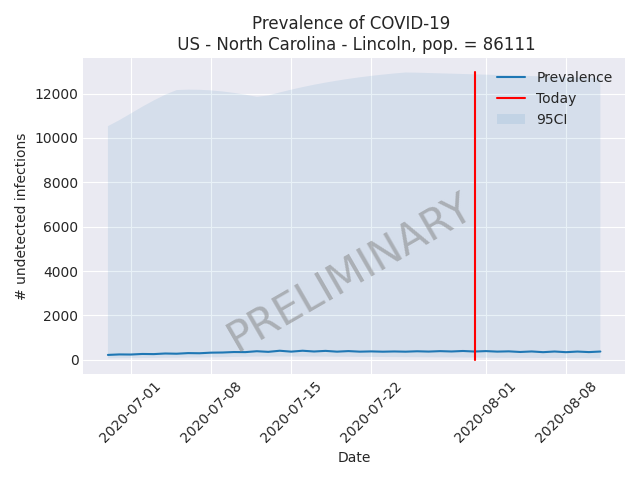 Prevalence of COVID-19
US - North Carolina - Lincoln, pop. = 86111
Prevalence
Today
95CI
12000
10000
8000
6000
4000
2000
0
# undetected infections
PRELIMINARY
2020-07-01
2020-07-08
2020-07-15
2020-07-22
2020-08-01
2020-08-08
Date